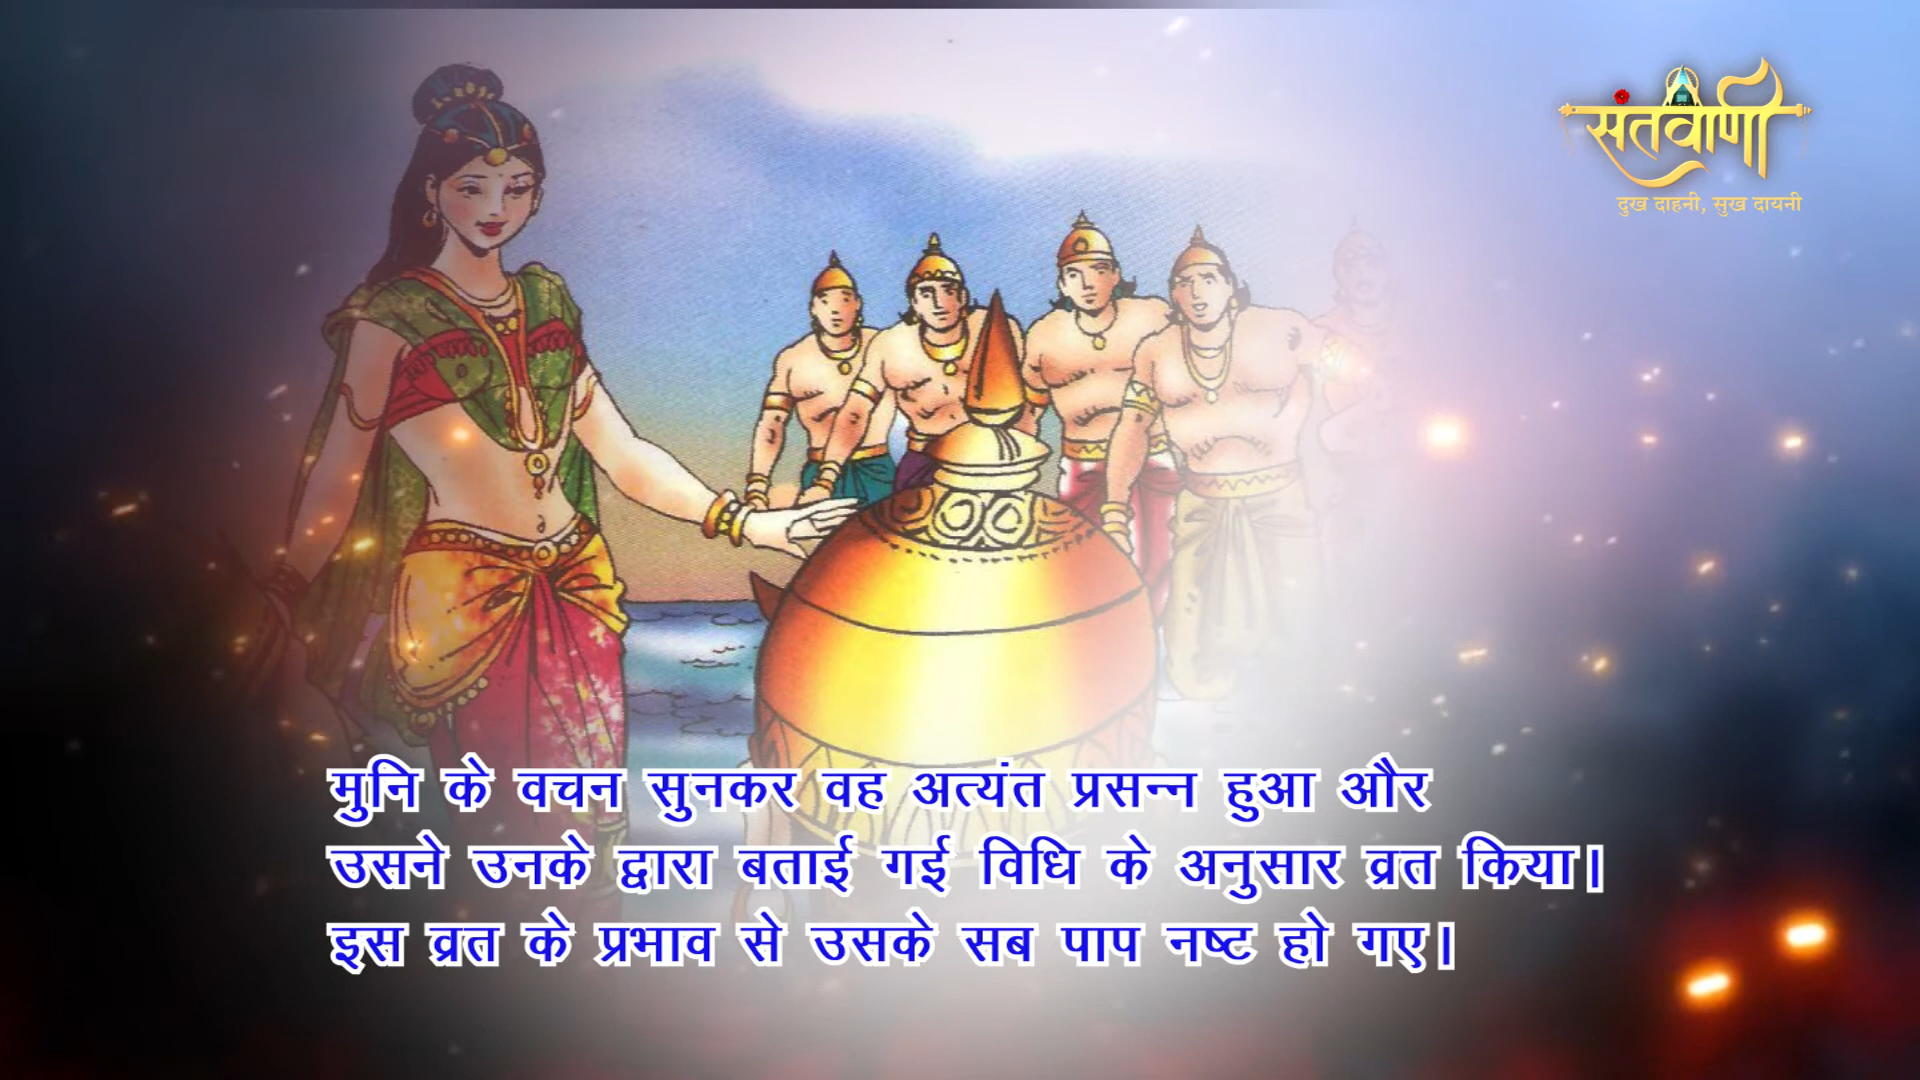 संतवाणी
दुख दाहनी, सुख दायनी
मुनि के वचन सुनकर वह अत्यंत प्रसन्न हुआ और
उसने उनके द्वारा बताई गई विधि के अनुसार व्रत किया।
इस व्रत के प्रभाव से उसके सब पाप नष्ट हो गए।